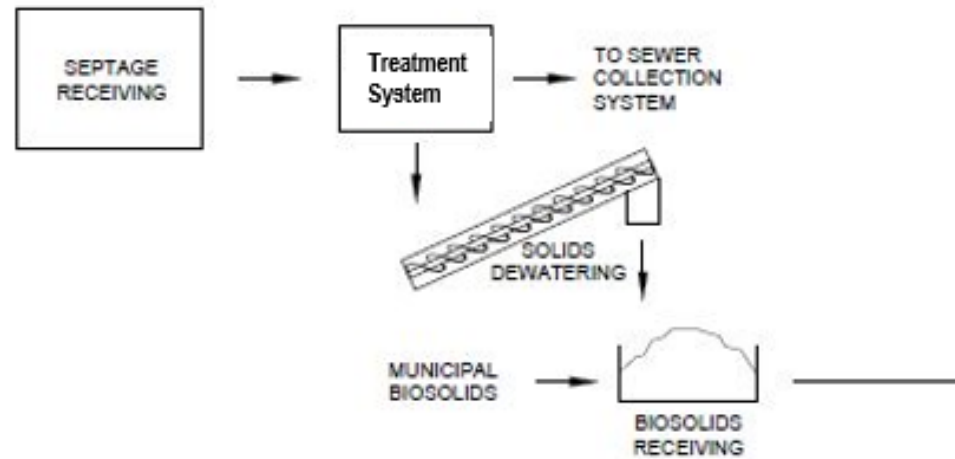 SEPTAGE
RECEIVING
Treatment
System
TO SEWER
COLLECTION
SYSTEM
SOLIDS
DEWATERING
MUNICIPAL
BIOSOLIDS
BIOSOLIDS
RECEIVING